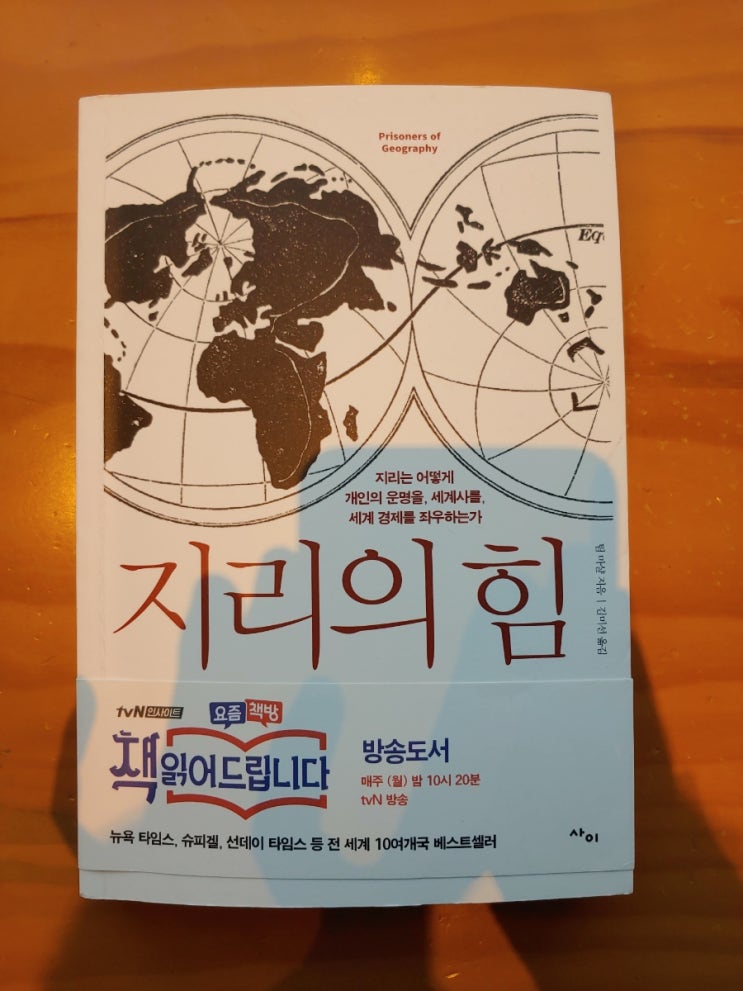 Prisoners of
Geography
Eq
지리는 어떻게
개인의 운명을, 세계사를,
세계 경제를 좌우하는가
지리의 힘
팀 마샬 지음 | 김미선 옮김
tvN 인사이트
요즘책방
책 읽어드립니다
방송도서
매주 (월) 밤 10시 20분
tvN 방송
뉴욕 타임스, 슈피겔, 선데이 타임스 등 전 세계 10여개국 베스트셀러
사이